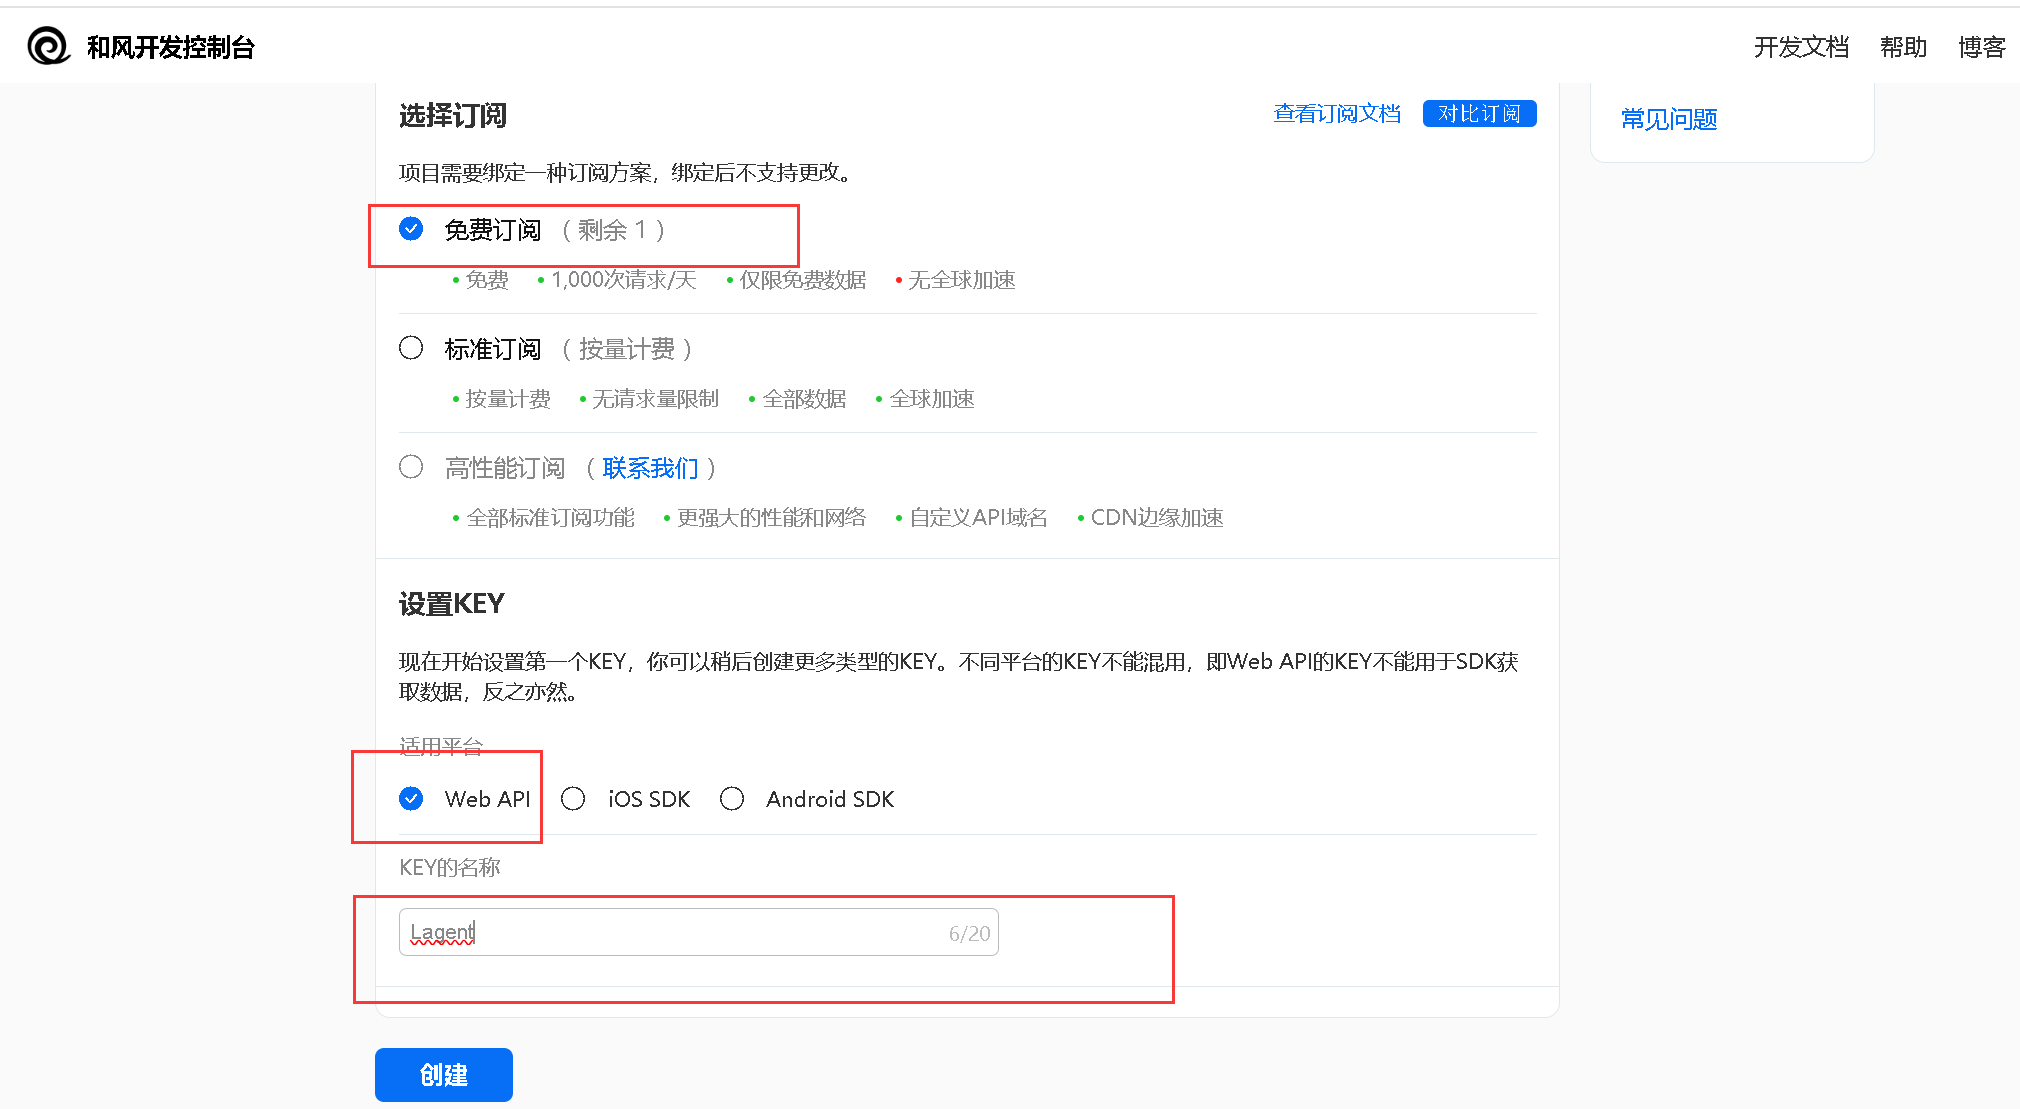 和风开发控制台
开发文档 帮助 博客
选择订阅
查看订阅文档 对比订阅
常见问题
项目需要绑定一种订阅方案，绑定后不支持更改。
免费订阅 （ 剩余 1 ）
• 免费 • 1,000次请求/天 • 仅限免费数据 • 无全球加速
标准订阅 （ 按量计费 ）
• 按量计费 • 无请求量限制 • 全部数据 • 全球加速
高性能订阅 （ 联系我们 ）
• 全部标准订阅功能 • 更强大的性能和网络 • 自定义API域名 • CDN边缘加速
设置KEY
现在开始设置第一个KEY，你可以稍后创建更多类型的KEY。不同平台的KEY不能混用，即Web API的KEY不能用于SDK获
取数据，反之亦然。
适用平台
Web API iOS SDK Android SDK
KEY的名称
Lagent 6/20
创建